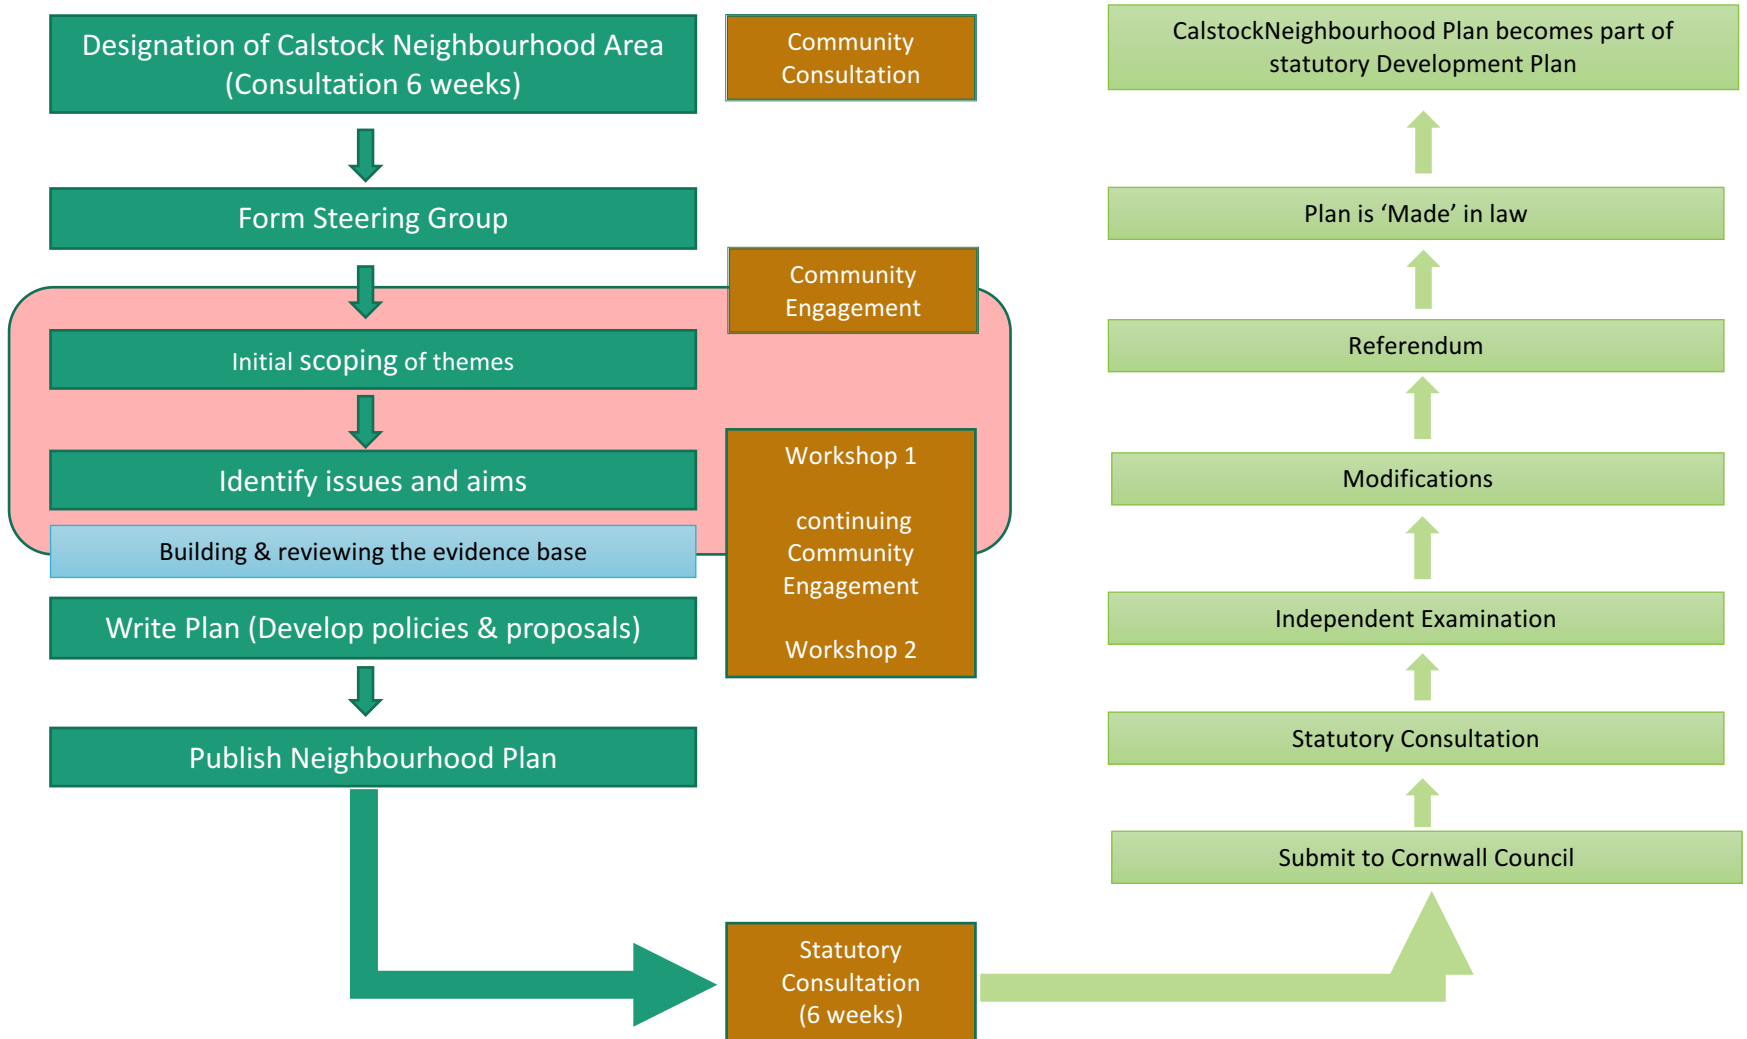 Designation of Calstock Neighbourhood Area
(Consultation 6 weeks)
Community
Consultation
Form Steering Group
Community
Engagement
Initial scoping of themes
Identify issues and aims
Building & reviewing the evidence base
Workshop 1
continuing
Community
Engagement
Workshop 2
Write Plan (Develop policies & proposals)
Publish Neighbourhood Plan
Statutory
Consultation
(6 weeks)
CalstockNeighbourhood Plan becomes part of
statutory Development Plan
Plan is ‘Made’ in law
Referendum
Modifications
Independent Examination
Statutory Consultation
Submit to Cornwall Council